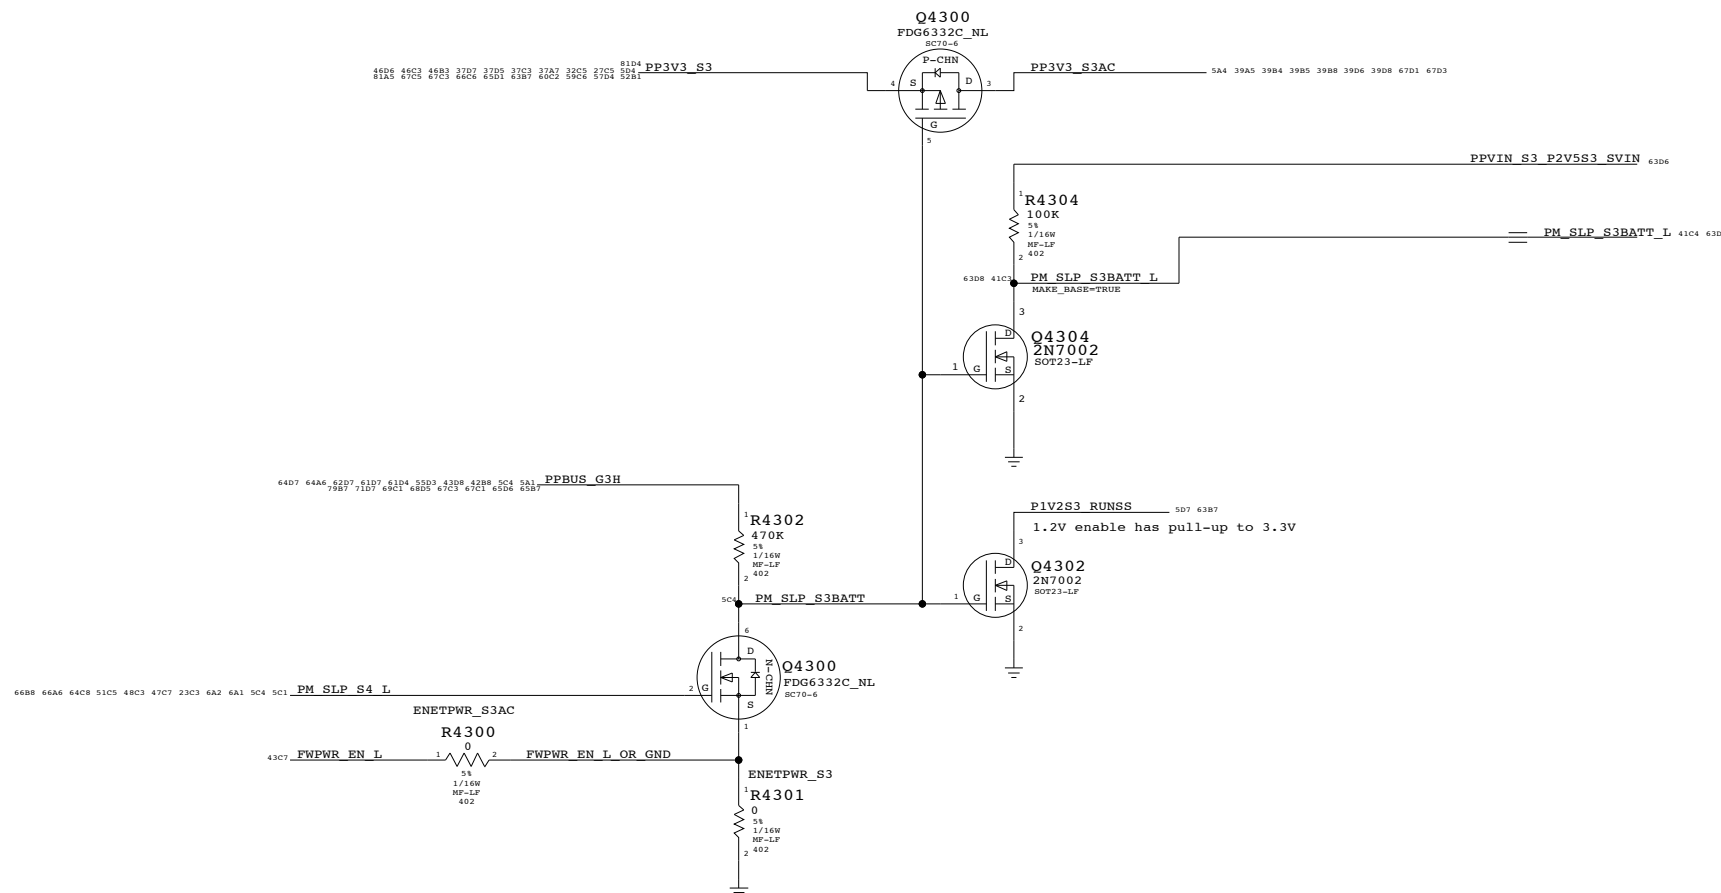 Q4300
FDG6332C_NL
SC70-6
P-CHN
81D4
46D6 46C3 46B3 37D7 37D5 37C3 37A7 32C5 27C5 5D4
81A5 67C5 67C3 66C6 65D1 63B7 60C2 59C6 57D4 52B1
PP3V3_S3
PP3V3_S3AC
5A4 39A5 39B4 39B5 39B8 39D6 39D8 67D1 67D3
4 S D 3
G
5
PPVIN_S3_P2V5S3_SVIN 63D6
1
R4304
100K
5%
1/16W
MF-LF
402
2
PM_SLP_S3BATT_L 41C4 63D
63D8 41C3
PM_SLP_S3BATT_L
MAKE_BASE=TRUE
3
D
Q4304
2N7002
SOT23-LF
1 G S
2
64D7 64A6 62D7 61D7 61D4 55D3 43D8 42B8 5C4 5A1
79B7 71D7 69C1 68D5 67C3 67C1 65D6 65B7
PPBUS_G3H
1
R4302
470K
5%
1/16W
MF-LF
402
2
P1V2S3_RUNSS 5D7 63B7
1.2V enable has pull-up to 3.3V
3
D
Q4302
2N7002
SOT23-LF
1 G S
2
5C4 PM_SLP_S3BATT
6
D
N-CHN
Q4300
FDG6332C_NL
SC70-6
66B8 66A6 64C8 51C5 48C3 47C7 23C3 6A2 6A1 5C4 5C1 PM_SLP_S4_L
2 G
S
1
ENETPWR_S3AC
R4300
0
43C7 FWPWR_EN_L 1 2 FWPWR_EN_L_OR_GND
5%
1/16W
MF-LF
402
ENETPWR_S3
1
R4301
0
5%
1/16W
MF-LF
402
2